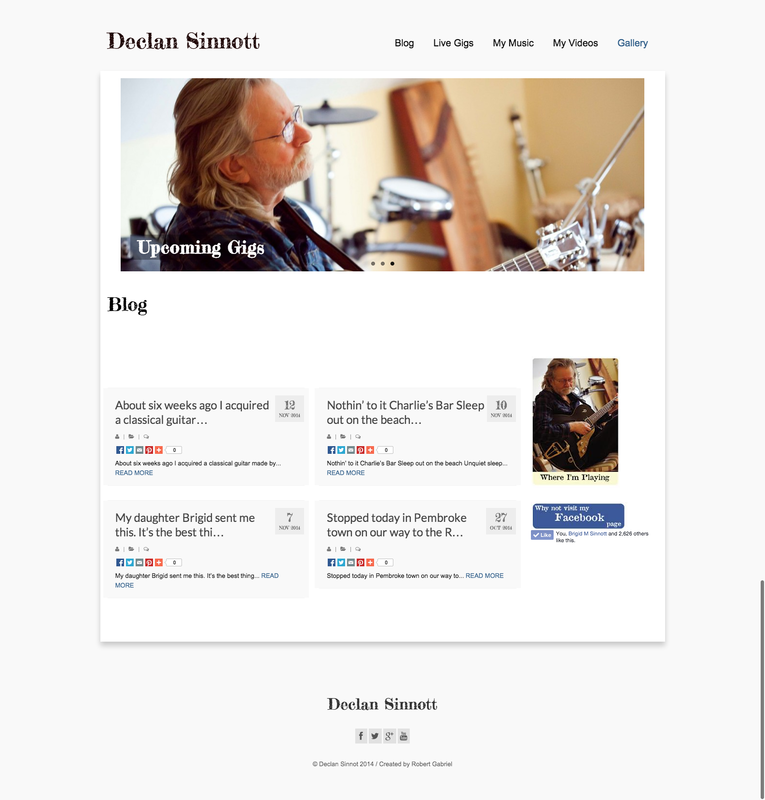 Declan Sinnott
Blog Live Gigs My Music My Videos Gallery
Upcoming Gigs
Blog
About six weeks ago I acquired
a classical guitar…
12
NOV 2014
0
About six weeks ago I acquired a classical guitar made by...
READ MORE
Nothin’ to it Charlie’s Bar Sleep
out on the beach…
10
NOV 2014
0
Nothin’ to it Charlie’s Bar Sleep out on the beach Unquiet sleep...
READ MORE
Where I'm Playing
My daughter Brigid sent me
this. It’s the best thi…
7
NOV 2014
0
My daughter Brigid sent me this. It’s the best thing... READ
MORE
Stopped today in Pembroke
town on our way to the R…
27
OCT 2014
0
Stopped today in Pembroke town on our way to... READ MORE
Why not visit my
Facebook
page
Like
You, Brigid M Sinnott and 2,626 others
like this.
Declan Sinnott
© Declan Sinnot 2014 / Created by Robert Gabriel